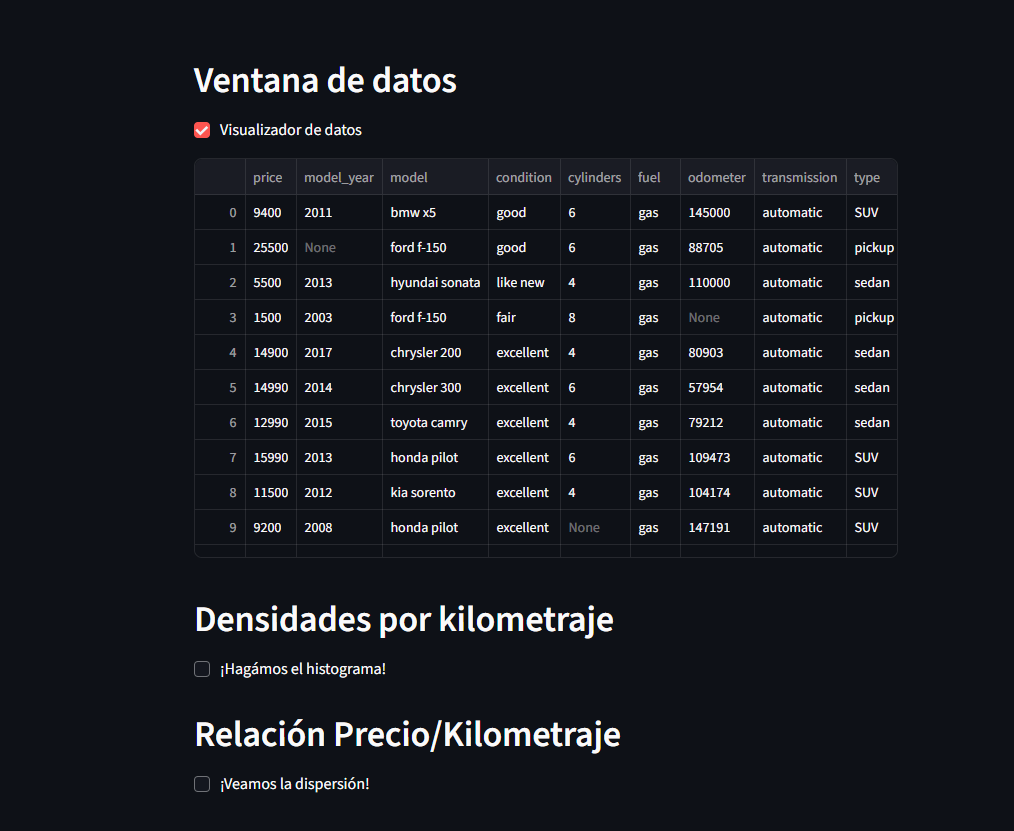 Ventana de datos
Visualizador de datos
price model_year model condition cylinders fuel odometer transmission type
0 9400 2011 bmw x5 good 6 gas 145000 automatic SUV
1 25500 None ford f-150 good 6 gas 88705 automatic pickup
2 5500 2013 hyundai sonata like new 4 gas 110000 automatic sedan
3 1500 2003 ford f-150 fair 8 gas None automatic pickup
4 14900 2017 chrysler 200 excellent 4 gas 80903 automatic sedan
5 14990 2014 chrysler 300 excellent 6 gas 57954 automatic sedan
6 12990 2015 toyota camry excellent 4 gas 79212 automatic sedan
7 15990 2013 honda pilot excellent 6 gas 109473 automatic SUV
8 11500 2012 kia sorento excellent 4 gas 104174 automatic SUV
9 9200 2008 honda pilot excellent None gas 147191 automatic SUV
Densidades por kilometraje
¡Hagámos el histograma!
Relación Precio/Kilometraje
¡Veamos la dispersión!